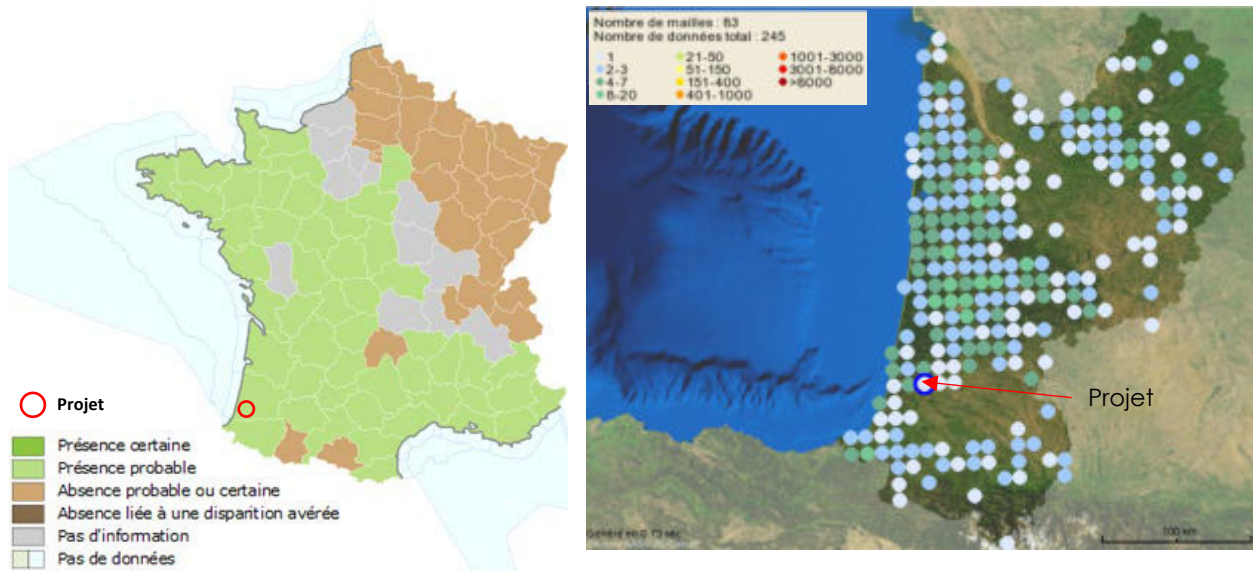 Projet
Présence certaine
Présence probable
Absence probable ou certaine
Absence liée à une disparition avérée
Pas d'information
Pas de données
Nombre de mailles : 83
Nombre de données total : 245
1
2-3
4-7
8-20
21-50
51-150
151-400
401-1000
1001-3000
3001-8000
>8000
Projet
100 km